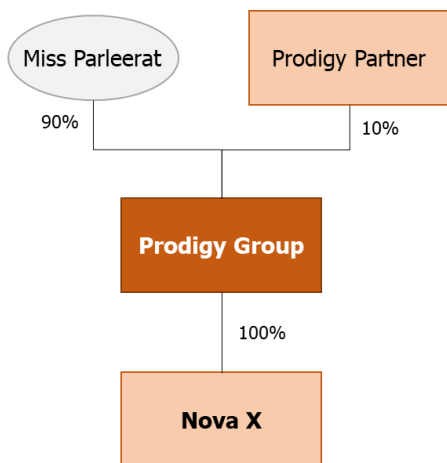 Miss Parleerat
Prodigy Partner
90%
10%
Prodigy Group
100%
Nova X